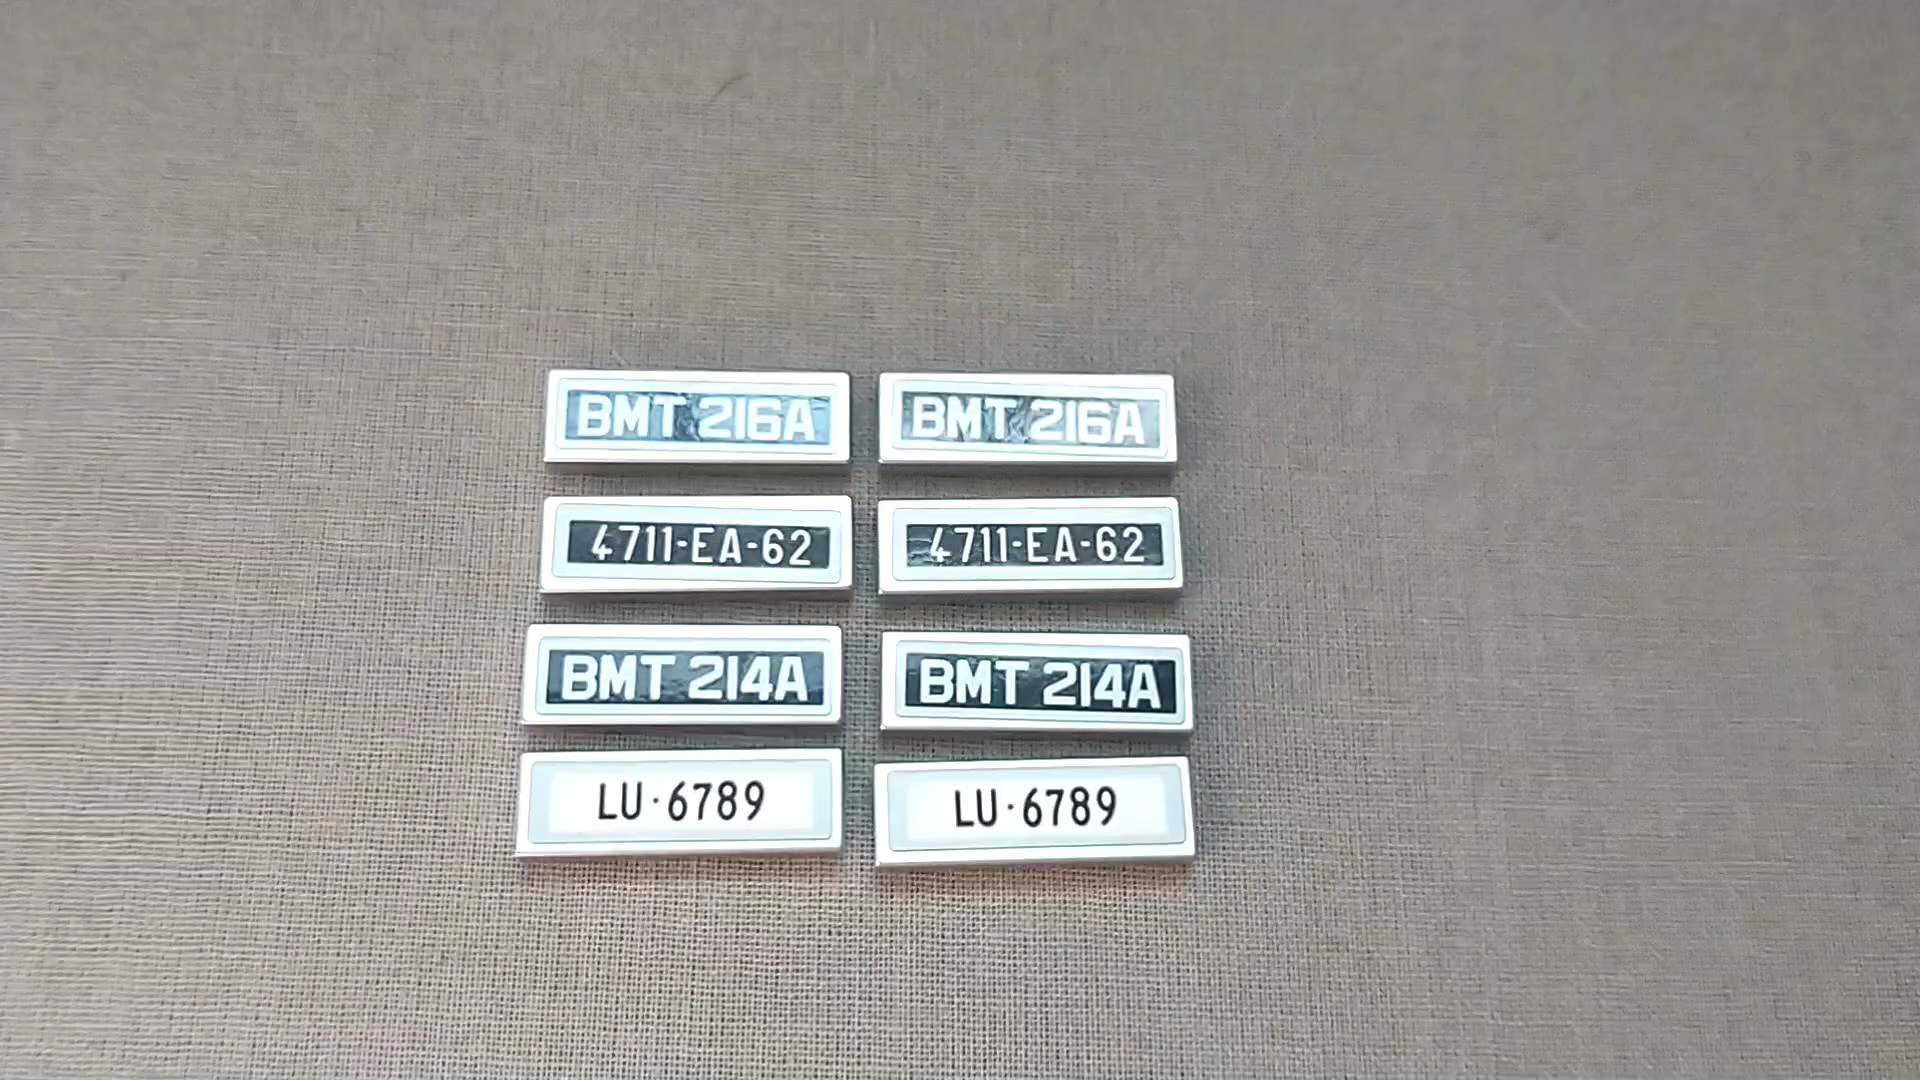 BMT 216A BMT 216A
4711-EA-62 4711-EA-62
BMT 214A BMT 214A
LU·6789 LU·6789